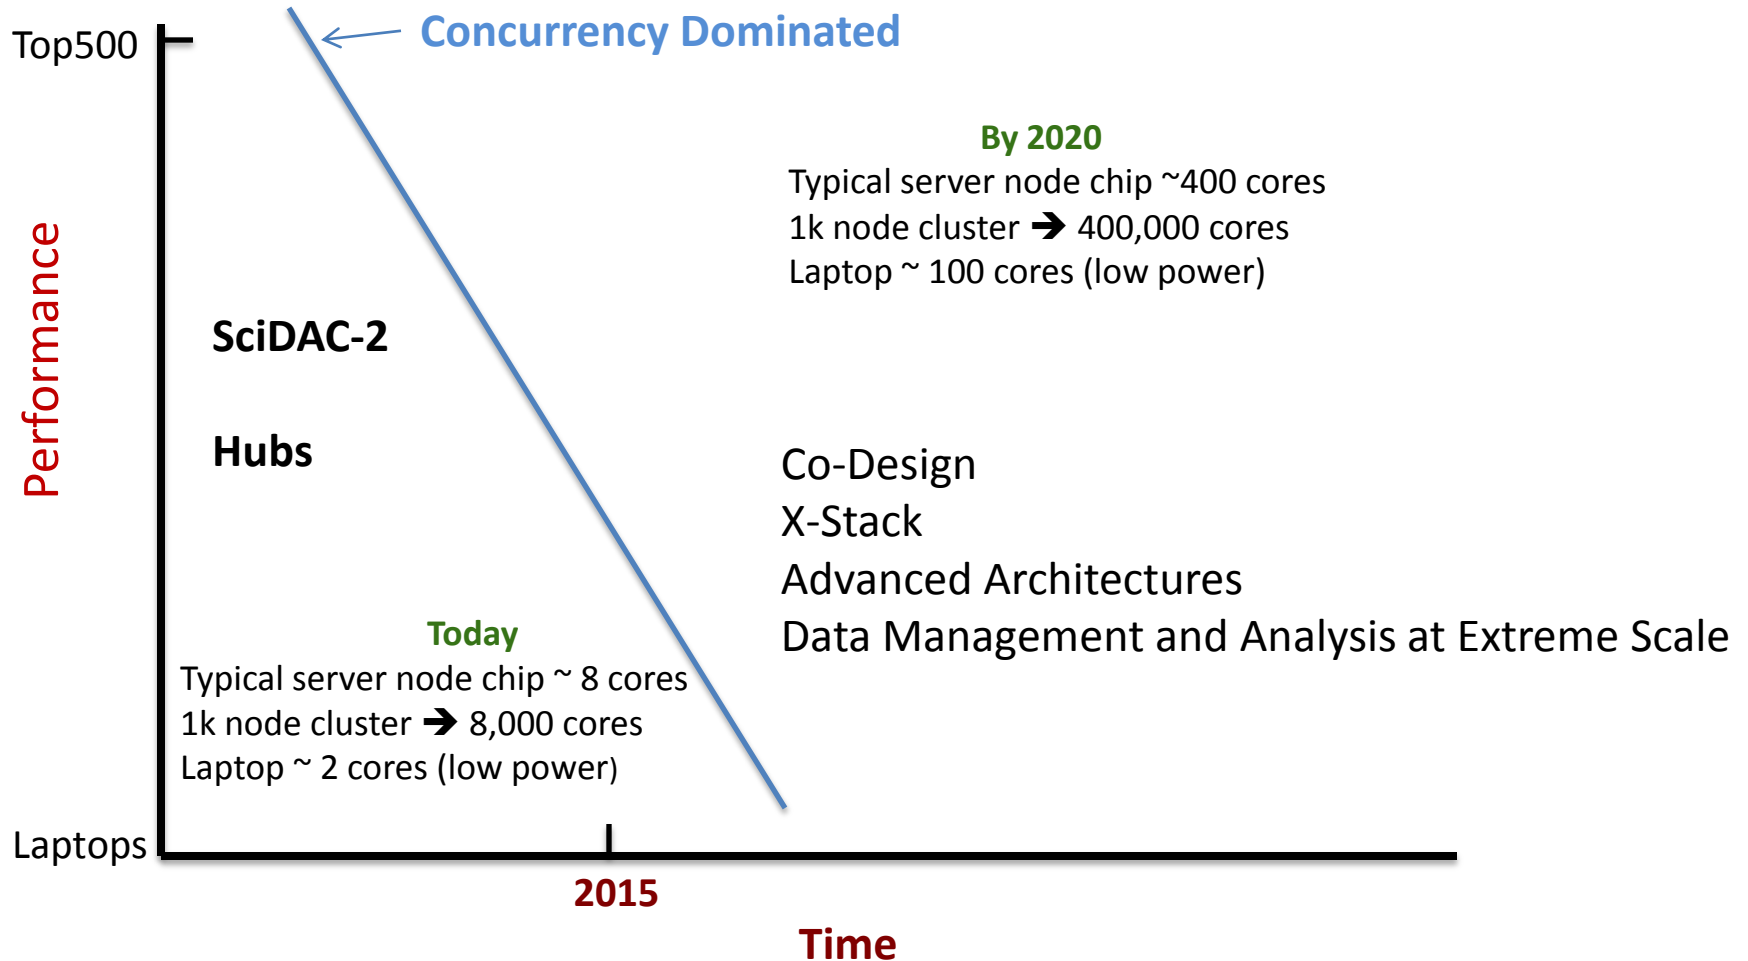 Top500
Concurrency Dominated
By 2020
Typical server node chip ~400 cores
1k node cluster ➔ 400,000 cores
Laptop ~ 100 cores (low power)
Performance
SciDAC-2
Hubs
Co-Design
X-Stack
Advanced Architectures
Data Management and Analysis at Extreme Scale
Today
Typical server node chip ~ 8 cores
1k node cluster ➔ 8,000 cores
Laptop ~ 2 cores (low power)
Laptops
2015
Time